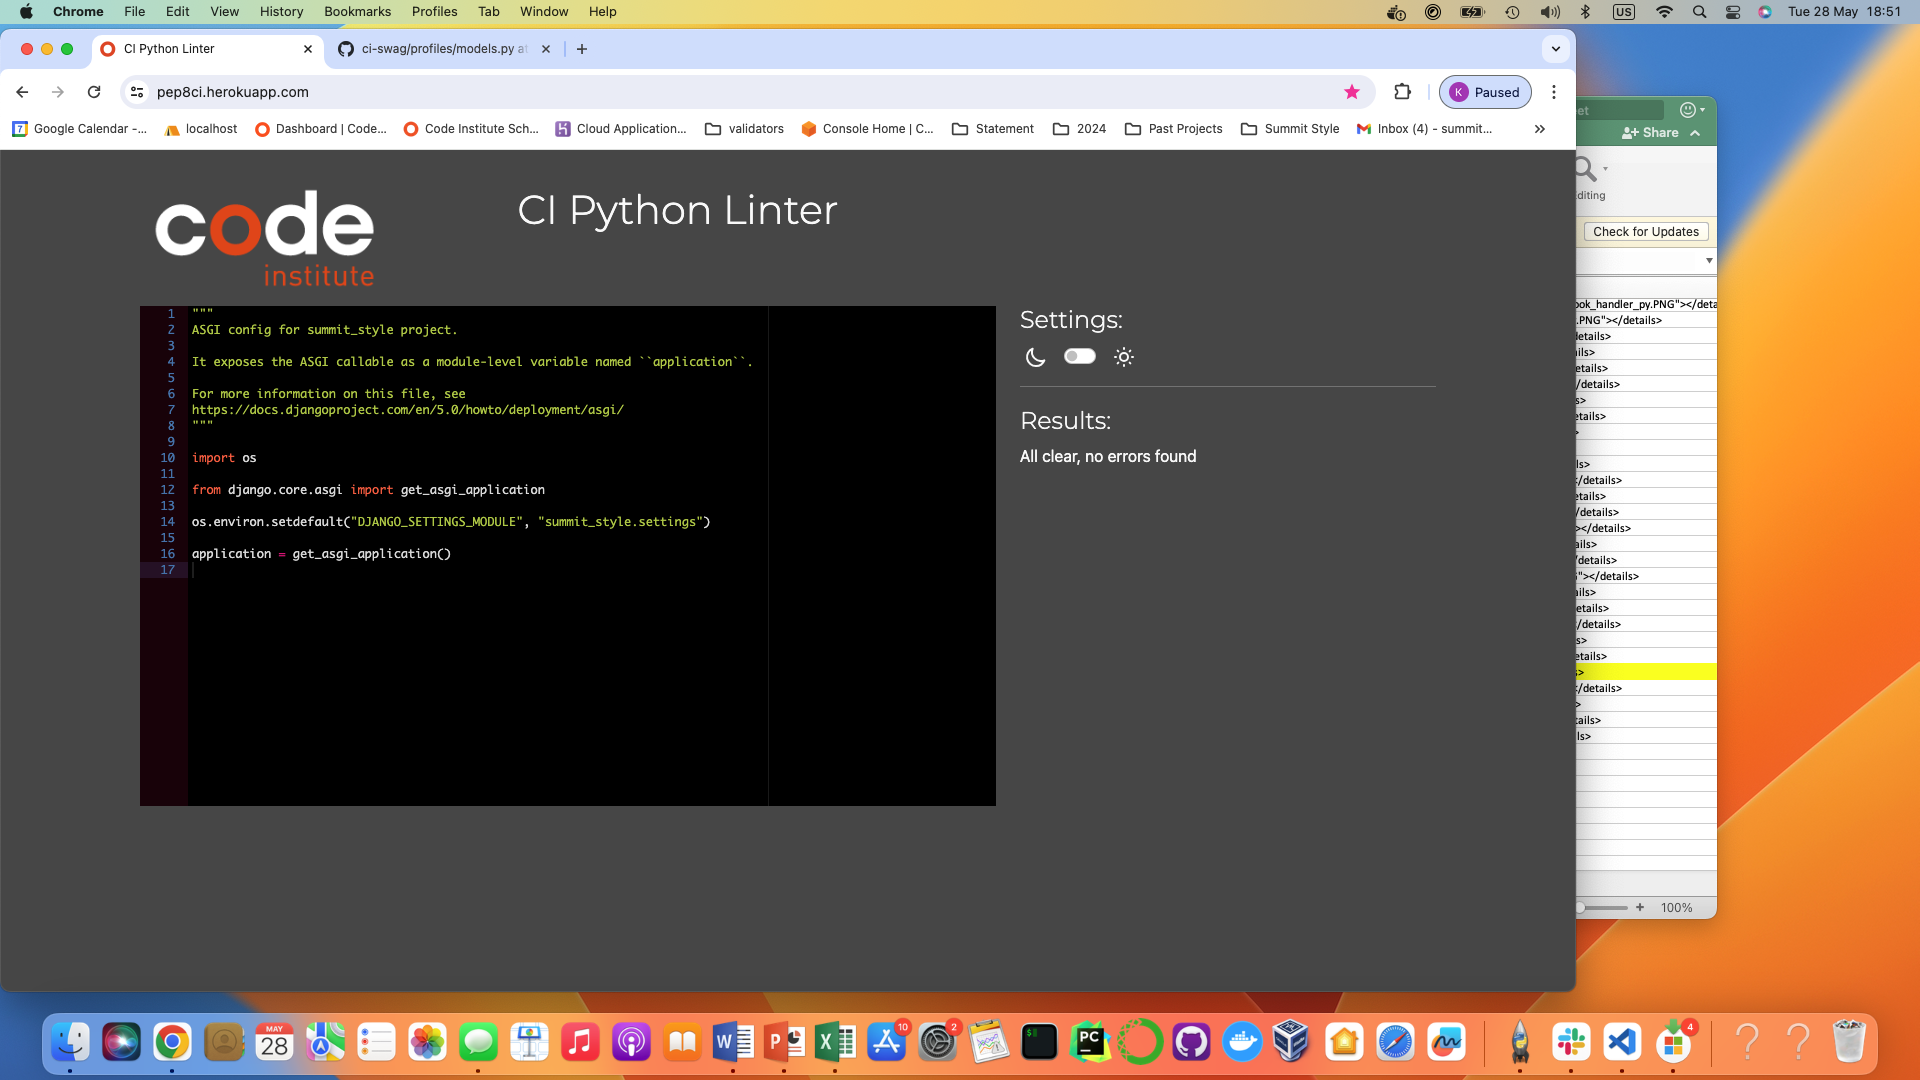 Chrome File Edit View History Bookmarks Profiles Tab Window Help
US Tue 28 May 18:51
CI Python Linter
ci-swag/profiles/models.py at
pep8ci.herokuapp.com
K Paused
7 Google Calendar -... localhost Dashboard | Code... Code Institute Sch... Cloud Application... validators Console Home | C... Statement 2024 Past Projects Summit Style Inbox (4) - summit... »
Share
Editing
Check for Updates
code
institute
CI Python Linter
1 """
2 ASGI config for summit_style project.
3
4 It exposes the ASGI callable as a module-level variable named ``application``.
5
6 For more information on this file, see
7 https://docs.djangoproject.com/en/5.0/howto/deployment/asgi/
8 """
9
10 import os
11
12 from django.core.asgi import get_asgi_application
13
14 os.environ.setdefault("DJANGO_SETTINGS_MODULE", "summit_style.settings")
15
16 application = get_asgi_application()
17
Settings:
Results:
All clear, no errors found
ook_handler_py.PNG"></deta
.PNG"></details>
details>
ils>
etails>
/details>
s>
etails>
>
ls>
</details>
etails>
/details>
></details>
ails>
/details>
G"></details>
ails>
etails>
/details>
s>
etails>
s>
</details>
>
tails>
ls>
+ 100%
MAY
28
10
2
PC
4